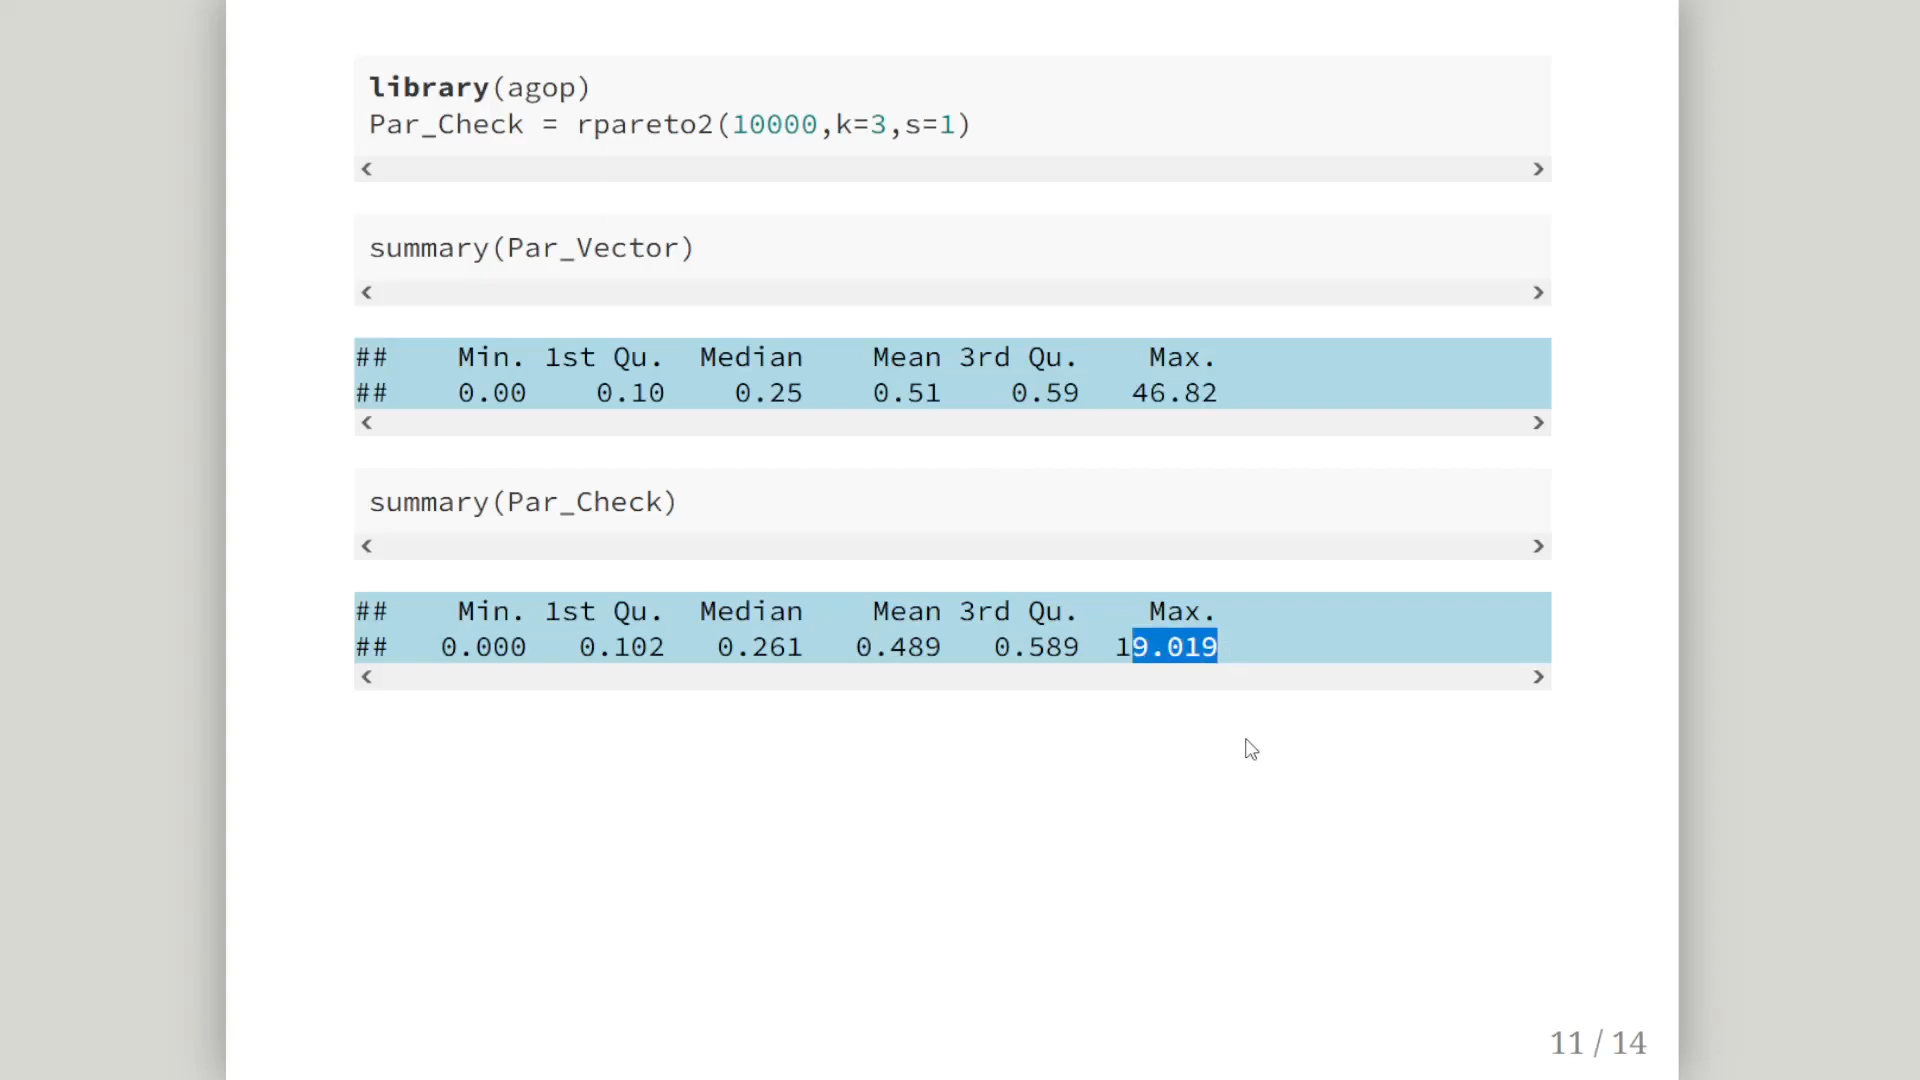 library(agop)
Par_Check = rpareto2(10000,k=3,s=1)
summary(Par_Vector)
## Min. 1st Qu. Median Mean 3rd Qu. Max.
## 0.00 0.10 0.25 0.51 0.59 46.82
summary(Par_Check)
## Min. 1st Qu. Median Mean 3rd Qu. Max.
## 0.000 0.102 0.261 0.489 0.589 19.019
11 / 14